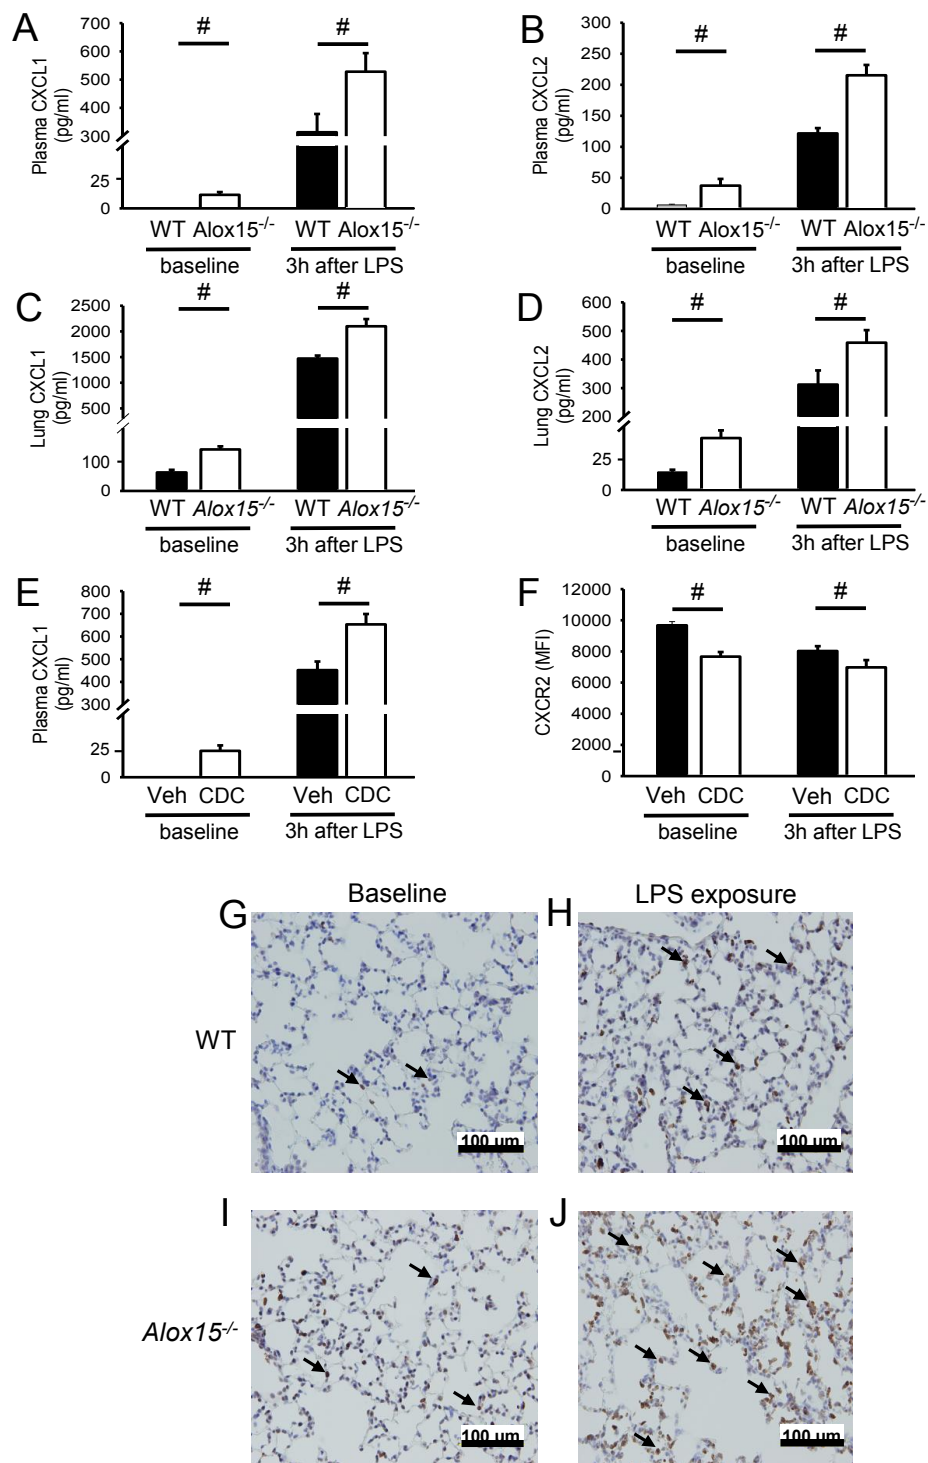 A
Plasma CXCL1
(pg/ml)
700
600
500
400
300
25
0
#
#
WT Alox15-/-
WT Alox15-/-
baseline
3h after LPS
B
Plasma CXCL2
(pg/ml)
300
250
200
150
100
50
0
#
#
WT Alox15-/-
WT Alox15-/-
baseline
3h after LPS
C
Lung CXCL1
(pg/ml)
2500
2000
1500
1000
500
100
0
#
#
WT Alox15-/-
WT Alox15-/-
baseline
3h after LPS
D
Lung CXCL2
(pg/ml)
600
500
400
300
200
25
0
#
#
WT Alox15-/-
WT Alox15-/-
baseline
3h after LPS
E
Plasma CXCL1
(pg/ml)
800
700
600
500
400
300
25
0
#
#
Veh CDC
Veh CDC
baseline
3h after LPS
F
CXCR2 (MFI)
12000
10000
8000
6000
4000
2000
0
#
#
Veh CDC
Veh CDC
baseline
3h after LPS
Baseline
LPS exposure
G
H
WT
100 µm
100 µm
I
J
Alox15-/-
100 µm
100 µm